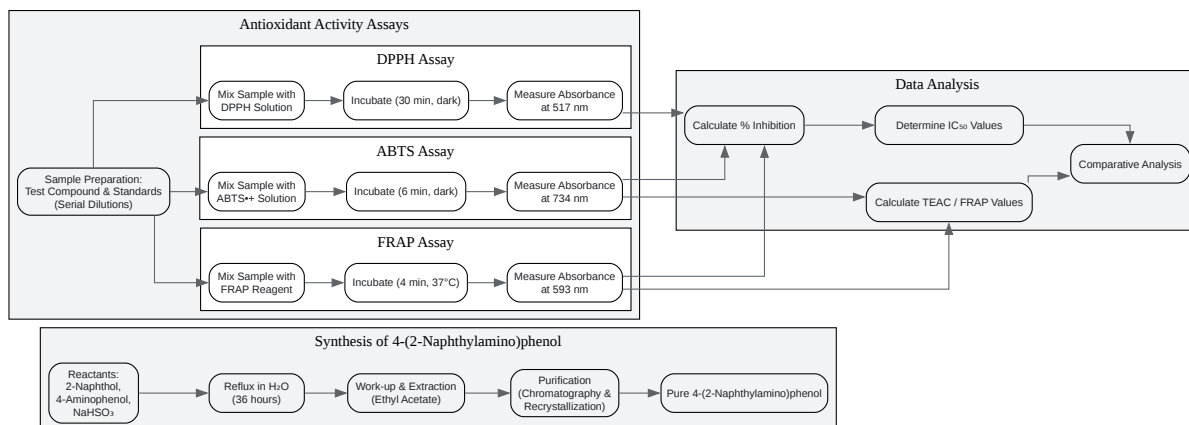 Antioxidant Activity Assays
DPPH Assay
Mix Sample with
DPPH Solution
Incubate (30 min, dark)
Measure Absorbance
at 517 nm
ABTS Assay
Sample Preparation:
Test Compound & Standards
(Serial Dilutions)
Mix Sample with
ABTS•+ Solution
Incubate (6 min, dark)
Measure Absorbance
at 734 nm
FRAP Assay
Mix Sample with
FRAP Reagent
Incubate (4 min, 37°C)
Measure Absorbance
at 593 nm
Data Analysis
Calculate % Inhibition
Determine IC₅₀ Values
Calculate TEAC / FRAP Values
Comparative Analysis
Synthesis of 4-(2-Naphthylamino)phenol
Reactants:
2-Naphthol,
4-Aminophenol,
NaHSO₃
Reflux in H₂O
(36 hours)
Work-up & Extraction
(Ethyl Acetate)
Purification
(Chromatography &
Recrystallization)
Pure 4-(2-Naphthylamino)phenol